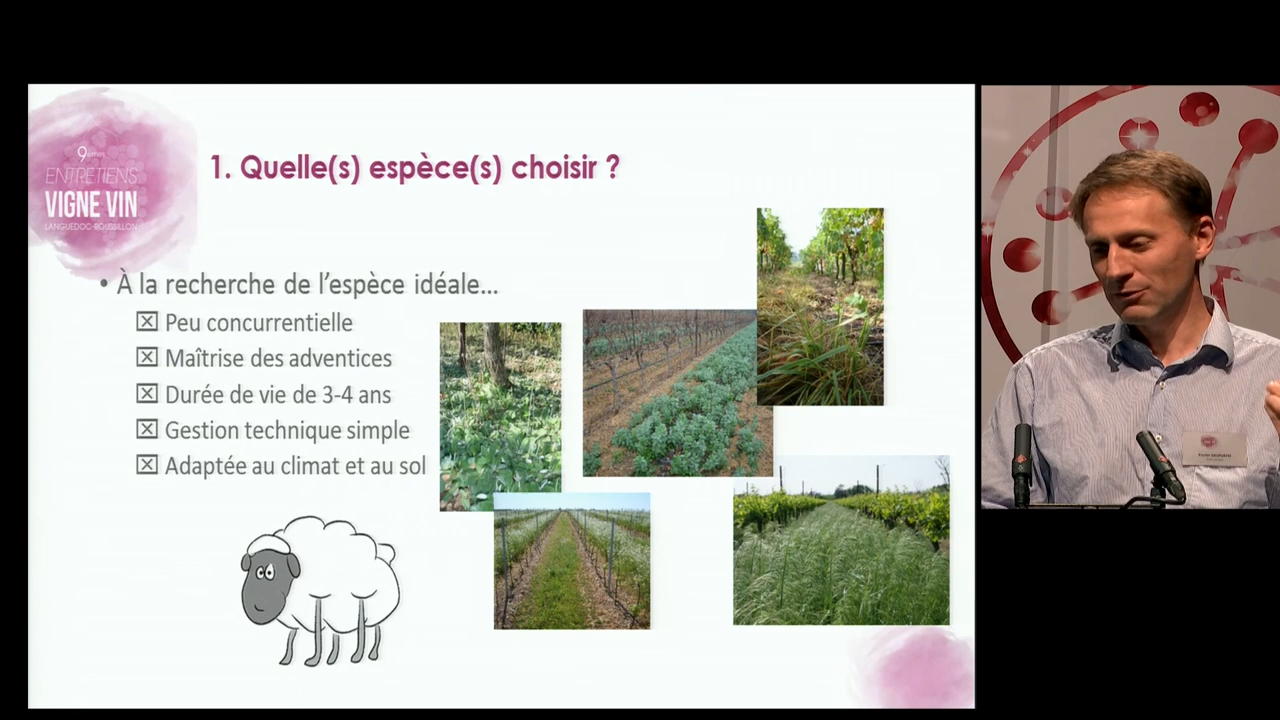 9èmes
ENTRETIENS
VIGNE VIN
LANGUEDOC-ROUSSILLON
1. Quelle(s) espèce(s) choisir ?
• À la recherche de l'espèce idéale...
☒ Peu concurrentielle
☒ Maîtrise des adventices
☒ Durée de vie de 3-4 ans
☒ Gestion technique simple
☒ Adaptée au climat et au sol